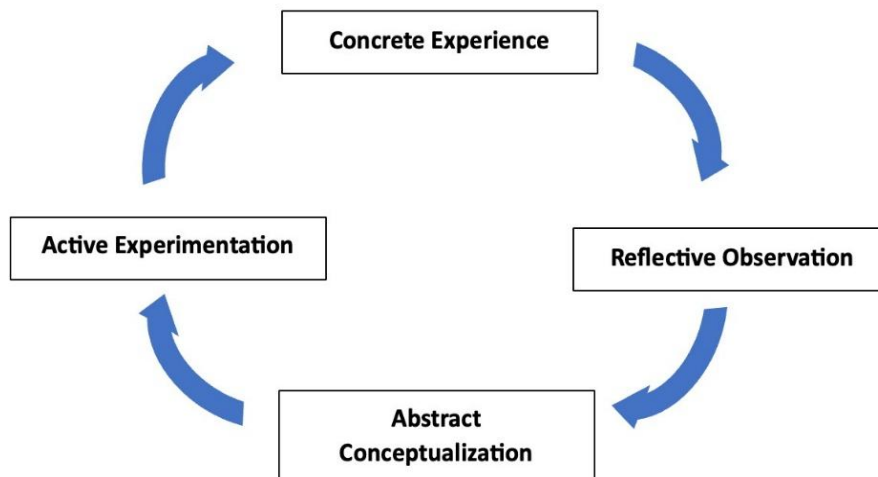 Concrete Experience
Active Experimentation
Reflective Observation
Abstract
Conceptualization